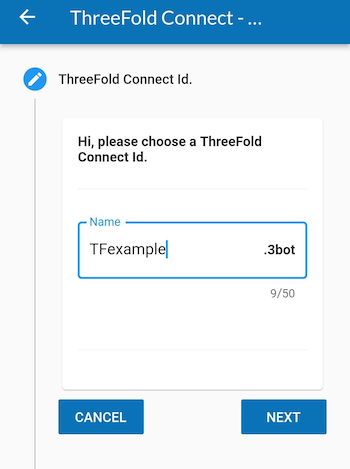 ThreeFold Connect - ...
ThreeFold Connect Id.
Hi, please choose a ThreeFold
Connect Id.
Name
TFexample .3bot
9/50
CANCEL NEXT